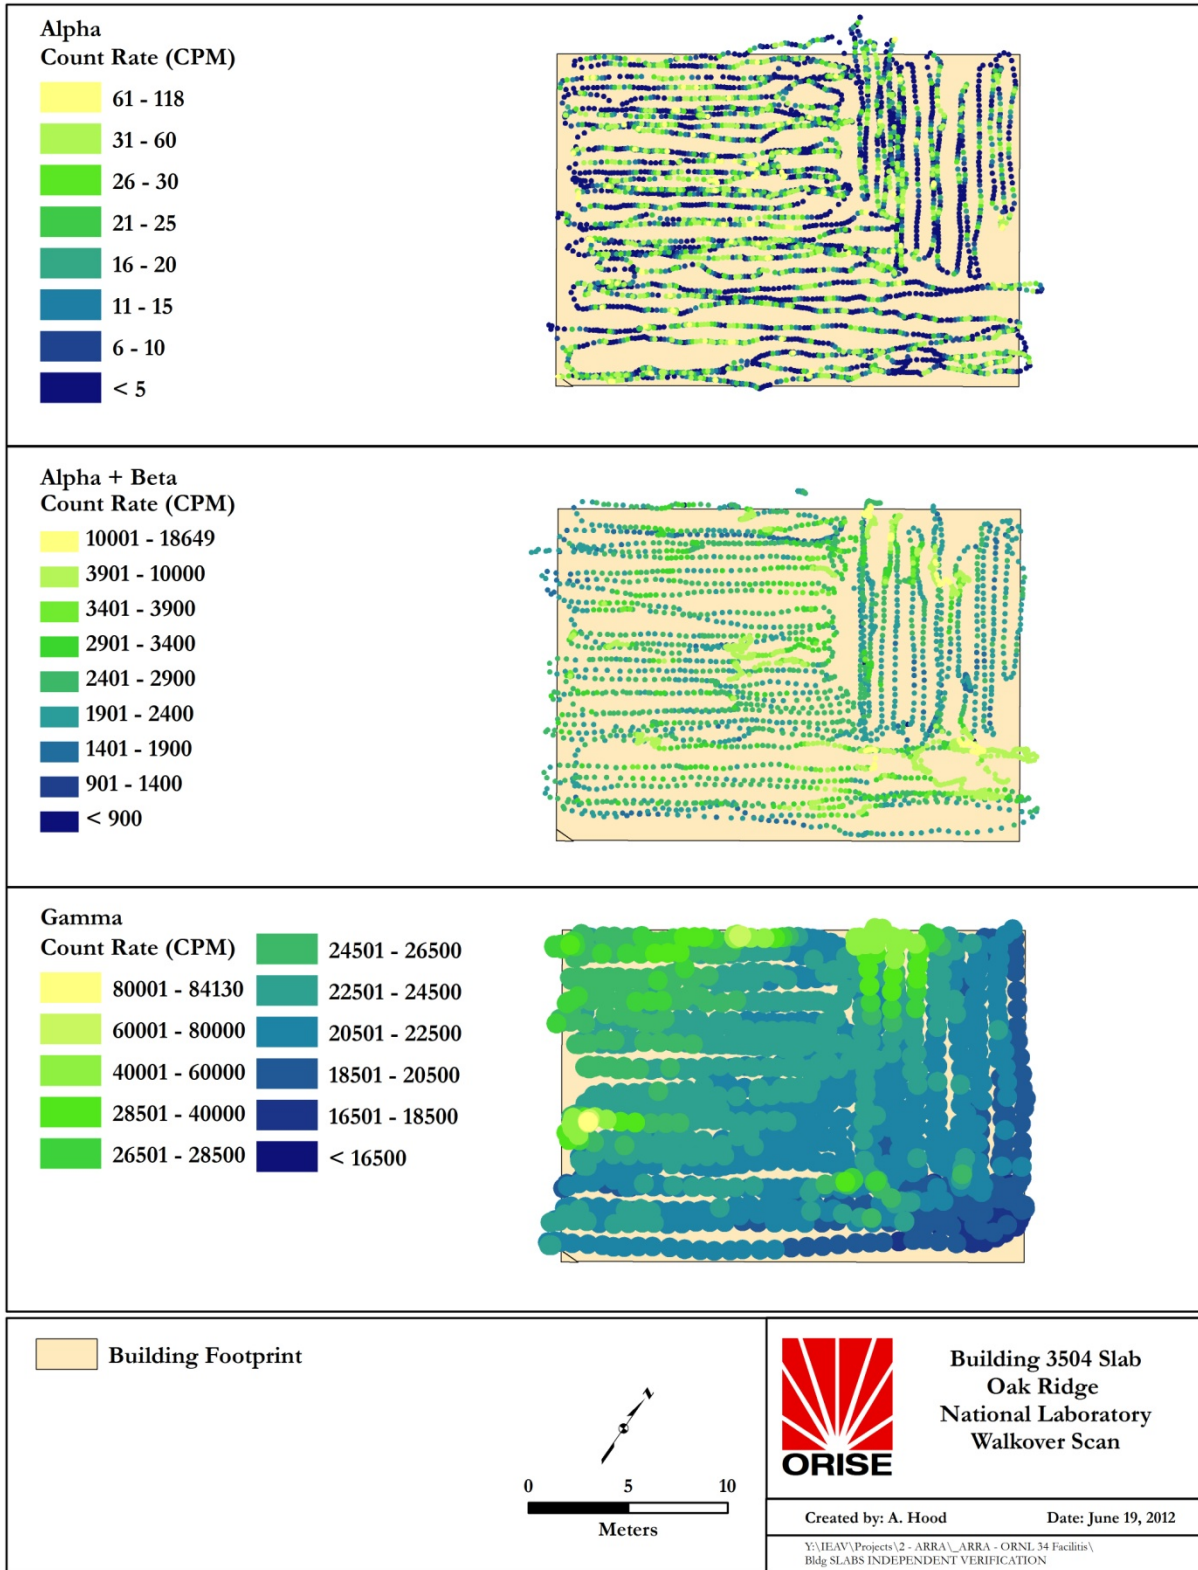 Alpha
Count Rate (CPM)
61 - 118
31 - 60
26 - 30
21 - 25
16 - 20
11 - 15
6 - 10
< 5
Alpha + Beta
Count Rate (CPM)
10001 - 18649
3901 - 10000
3401 - 3900
2901 - 3400
2401 - 2900
1901 - 2400
1401 - 1900
901 - 1400
< 900
Gamma
Count Rate (CPM)
80001 - 84130
60001 - 80000
40001 - 60000
28501 - 40000
26501 - 28500
24501 - 26500
22501 - 24500
20501 - 22500
18501 - 20500
16501 - 18500
< 16500
Building Footprint
N
0 5 10
Meters
ORISE
Building 3504 Slab
Oak Ridge
National Laboratory
Walkover Scan
Created by: A. Hood Date: June 19, 2012
Y:\IEAV\Projects\2 - ARRA\_ARRA - ORNL 34 Facilitis\
Bldg SLABS INDEPENDENT VERIFICATION